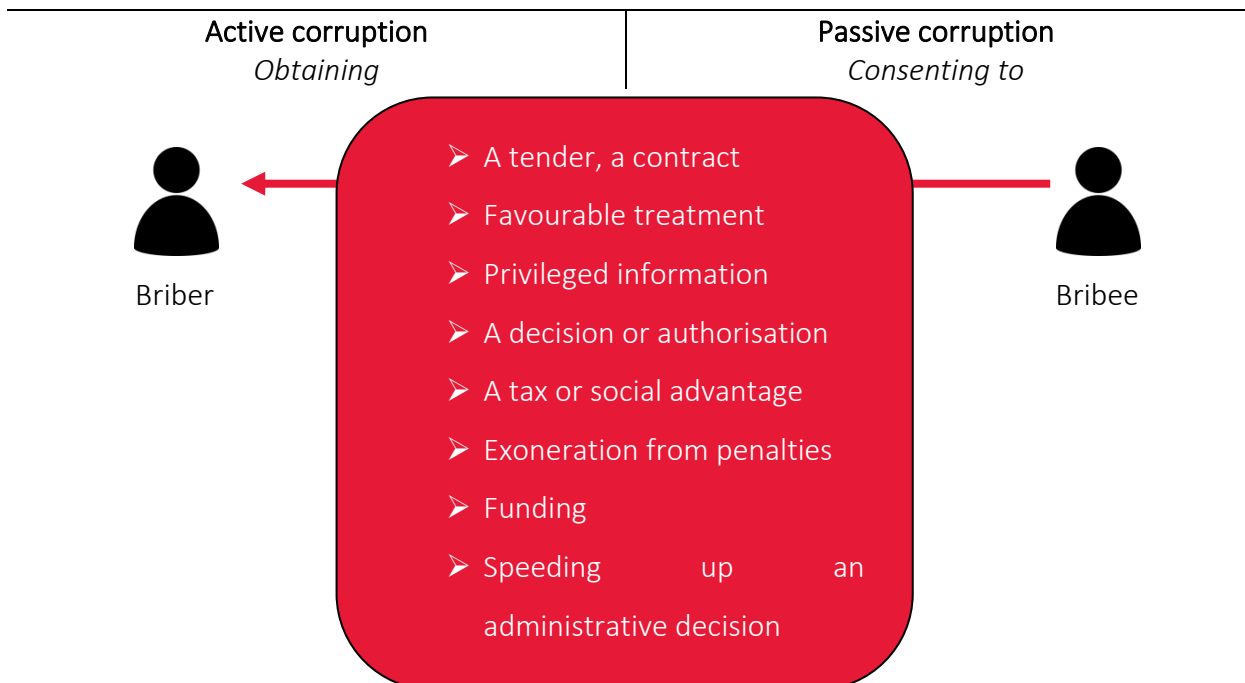 Active corruption
Obtaining
Passive corruption
Consenting to
➢ A tender, a contract
➢ Favourable treatment
➢ Privileged information
➢ A decision or authorisation
➢ A tax or social advantage
➢ Exoneration from penalties
➢ Funding
➢ Speeding up an
administrative decision
Briber
Bribee